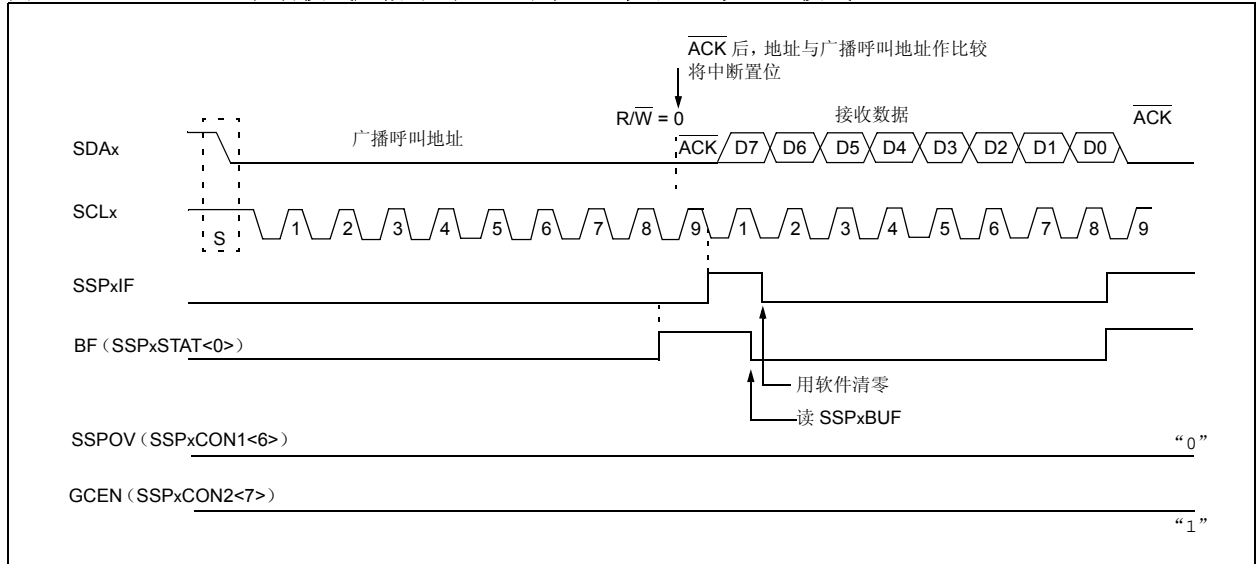 ACK 后，地址与广播呼叫地址作比较
将中断置位
R/W = 0
接收数据
ACK
SDAx
广播呼叫地址
ACK D7 D6 D5 D4 D3 D2 D1 D0
SCLx
S
1 2 3 4 5 6 7 8 9 1 2 3 4 5 6 7 8 9
SSPxIF
BF（SSPxSTAT<0>）
用软件清零
读 SSPxBUF
SSPOV（SSPxCON1<6>）
“0”
GCEN（SSPxCON2<7>）
“1”